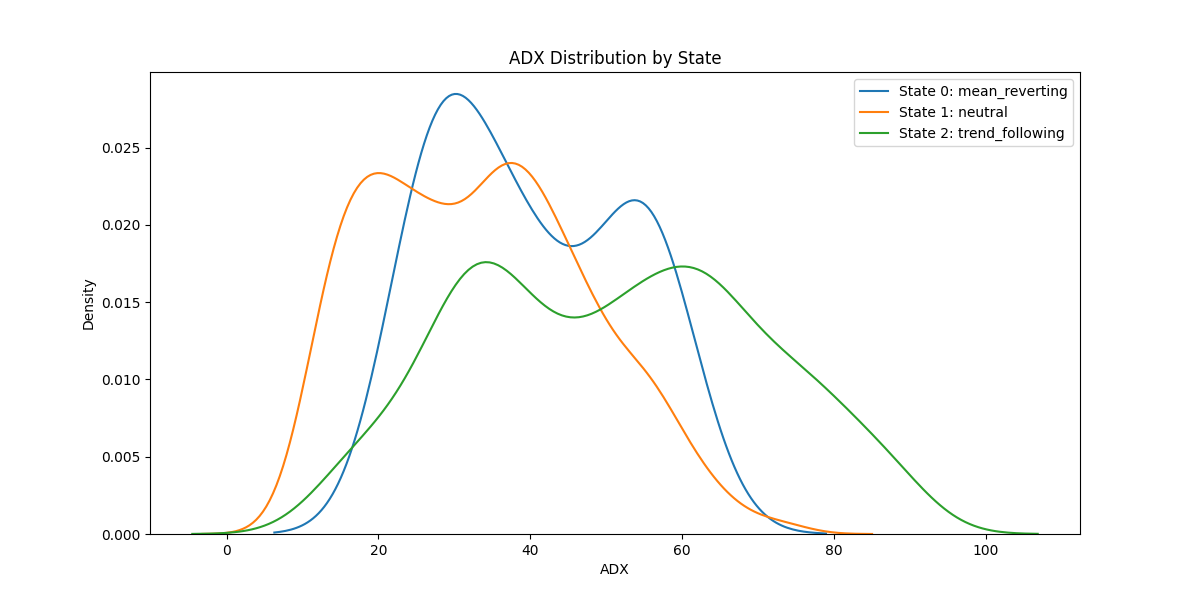 ADX Distribution by State
State 0: mean_reverting
State 1: neutral
State 2: trend_following
Density
0.025
0.020
0.015
0.010
0.005
0.000
0 20 40 60 80 100
ADX